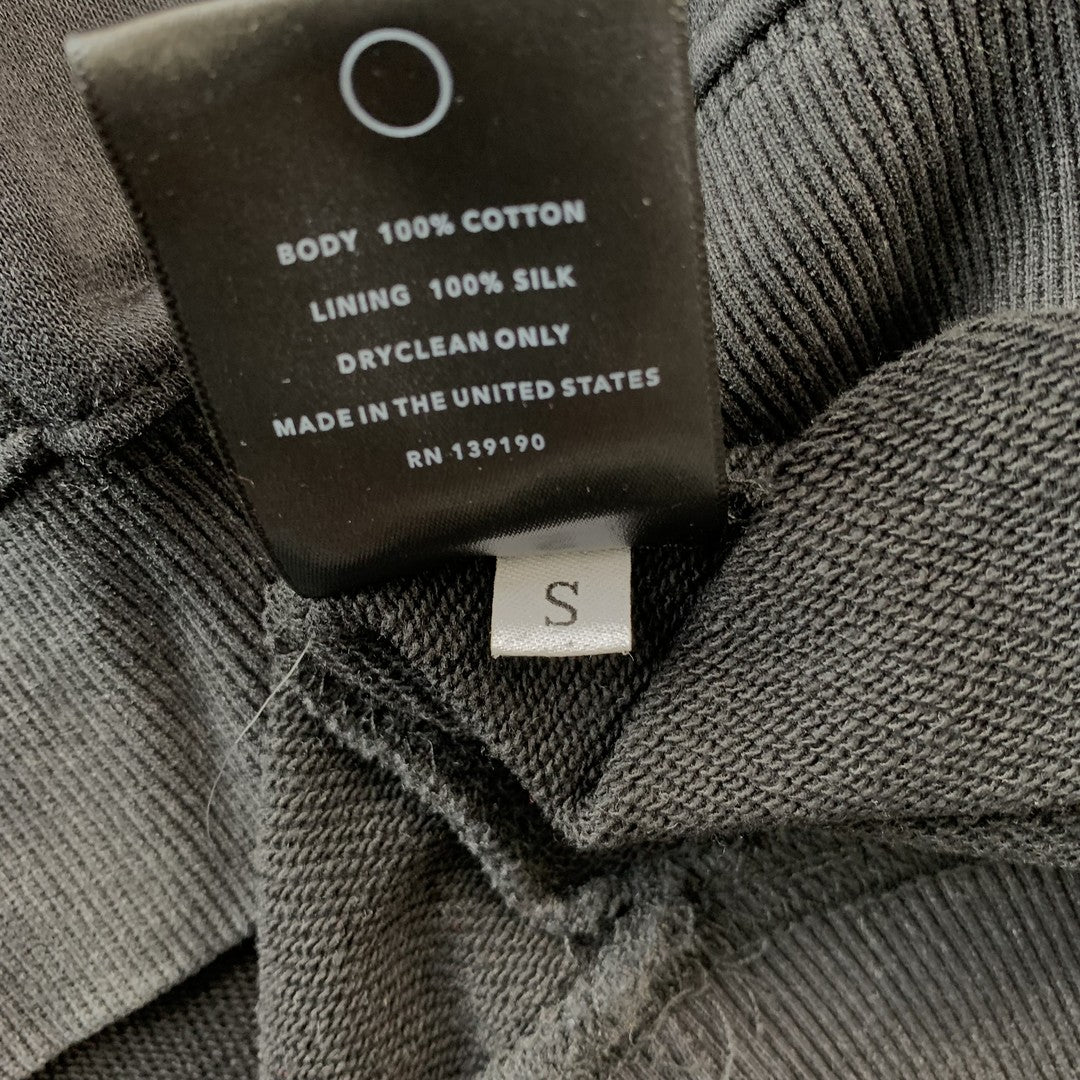 BODY 100% COTTON
LINING 100% SILK
DRYCLEAN ONLY
MADE IN THE UNITED STATES
RN 139190
S